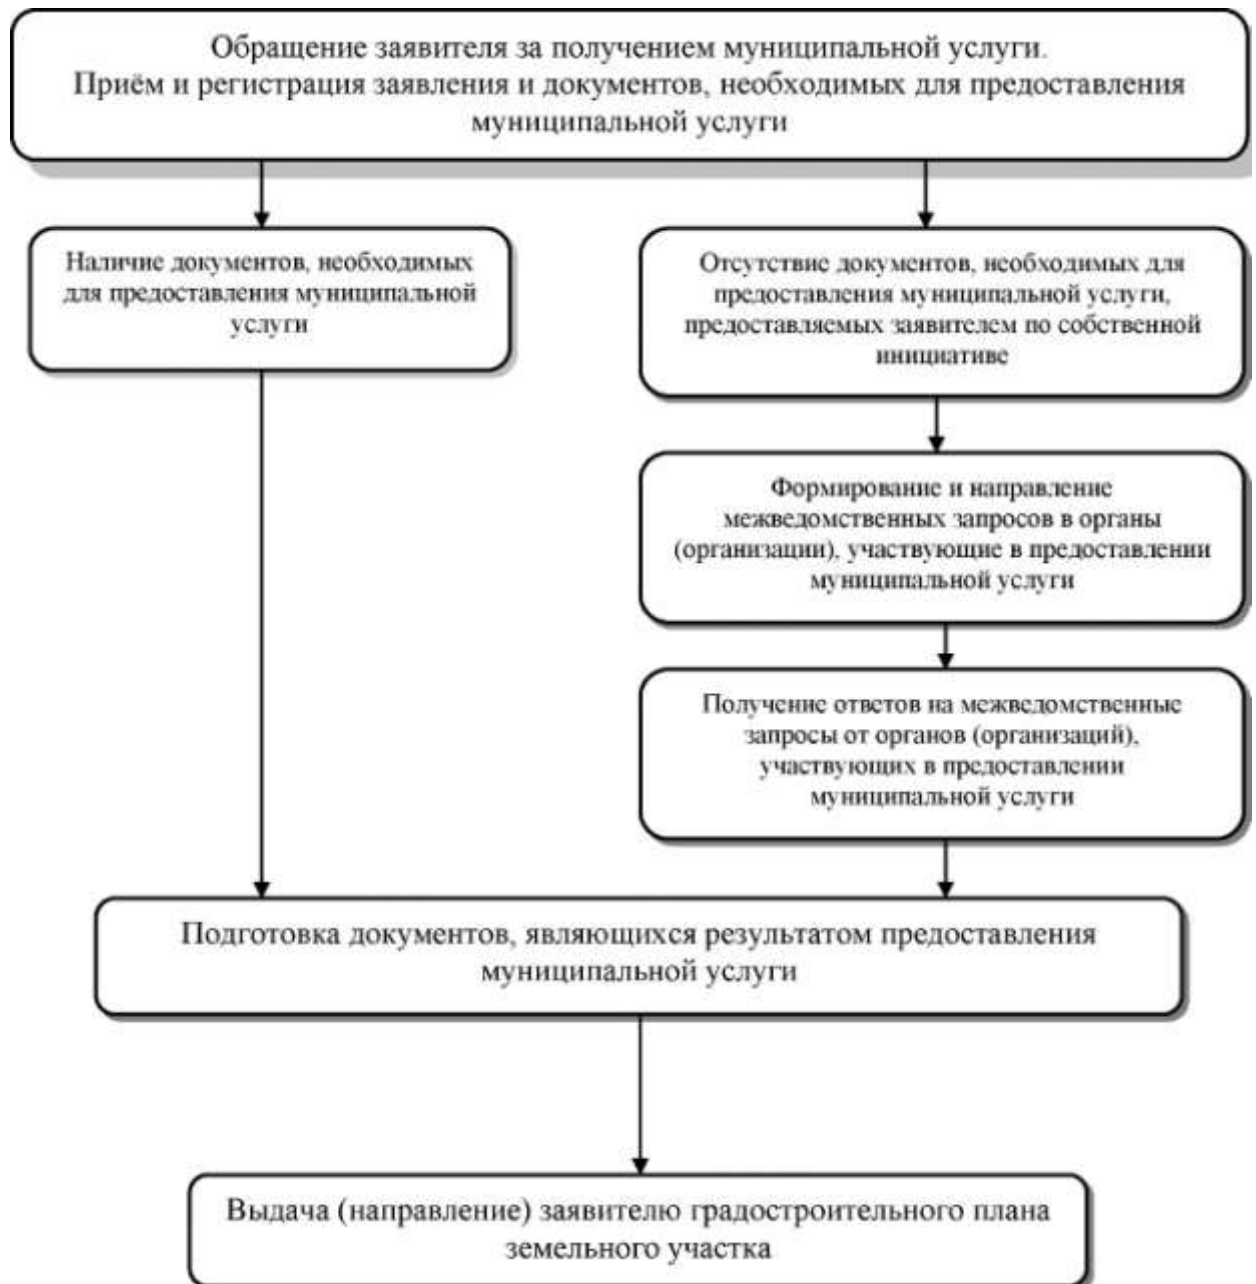 Обращение заявителя за получением муниципальной услуги.
Приём и регистрация заявления и документов, необходимых для предоставления
муниципальной услуги
Наличие документов, необходимых
для предоставления муниципальной
услуги
Отсутствие документов, необходимых для
предоставления муниципальной услуги,
предоставляемых заявителем по собственной
инициативе
Формирование и направление
межведомственных запросов в органы
(организации), участвующие в предоставлении
муниципальной услуги
Получение ответов на межведомственные
запросы от органов (организаций),
участвующих в предоставлении
муниципальной услуги
Подготовка документов, являющихся результатом предоставления
муниципальной услуги
Выдача (направление) заявителю градостроительного плана
земельного участка